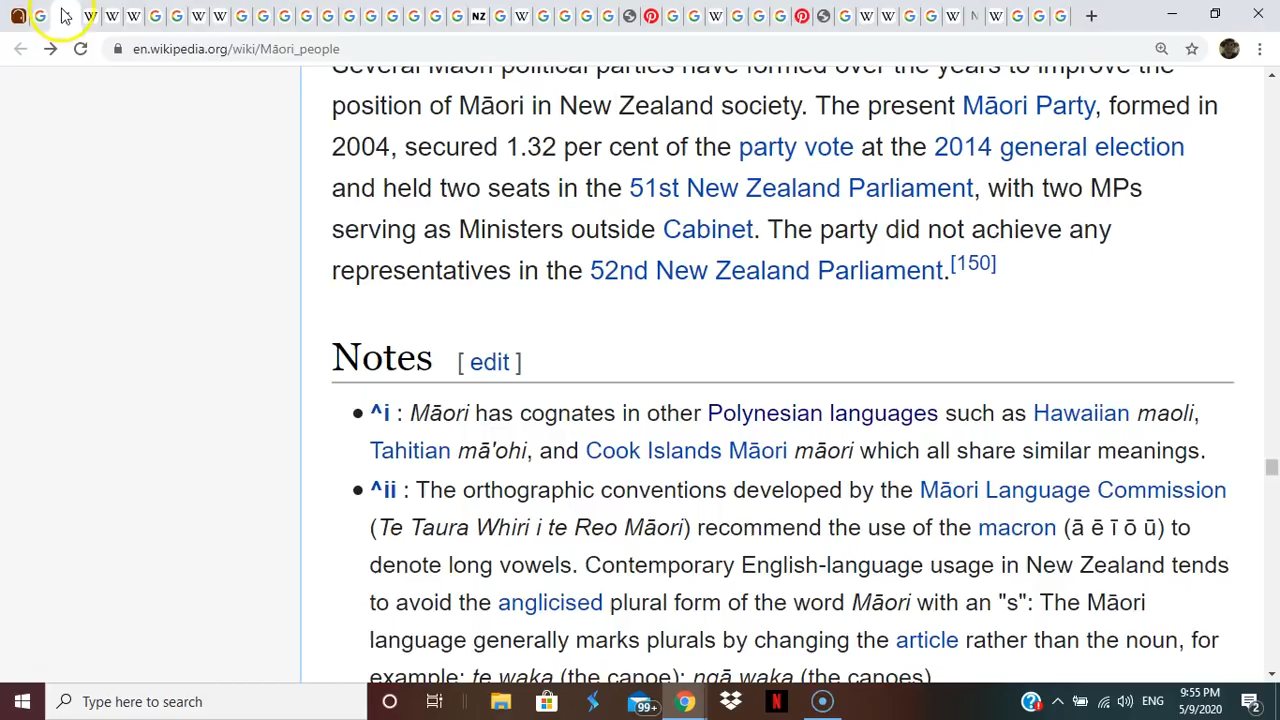 NZ
en.wikipedia.org/wiki/Māori_people
Several Māori political parties have formed over the years to improve the
position of Māori in New Zealand society. The present Māori Party, formed in
2004, secured 1.32 per cent of the party vote at the 2014 general election
and held two seats in the 51st New Zealand Parliament, with two MPs
serving as Ministers outside Cabinet. The party did not achieve any
representatives in the 52nd New Zealand Parliament.[150]
Notes [ edit ]
• ^i : Māori has cognates in other Polynesian languages such as Hawaiian maoli,
Tahitian mā'ohi, and Cook Islands Māori māori which all share similar meanings.
• ^ii : The orthographic conventions developed by the Māori Language Commission
(Te Taura Whiri i te Reo Māori) recommend the use of the macron (ā ē ī ō ū) to
denote long vowels. Contemporary English-language usage in New Zealand tends
to avoid the anglicised plural form of the word Māori with an "s": The Māori
language generally marks plurals by changing the article rather than the noun, for
example: te waka (the canoe); ngā waka (the canoes).
Type here to search
99+
ENG
9:55 PM
5/9/2020
2